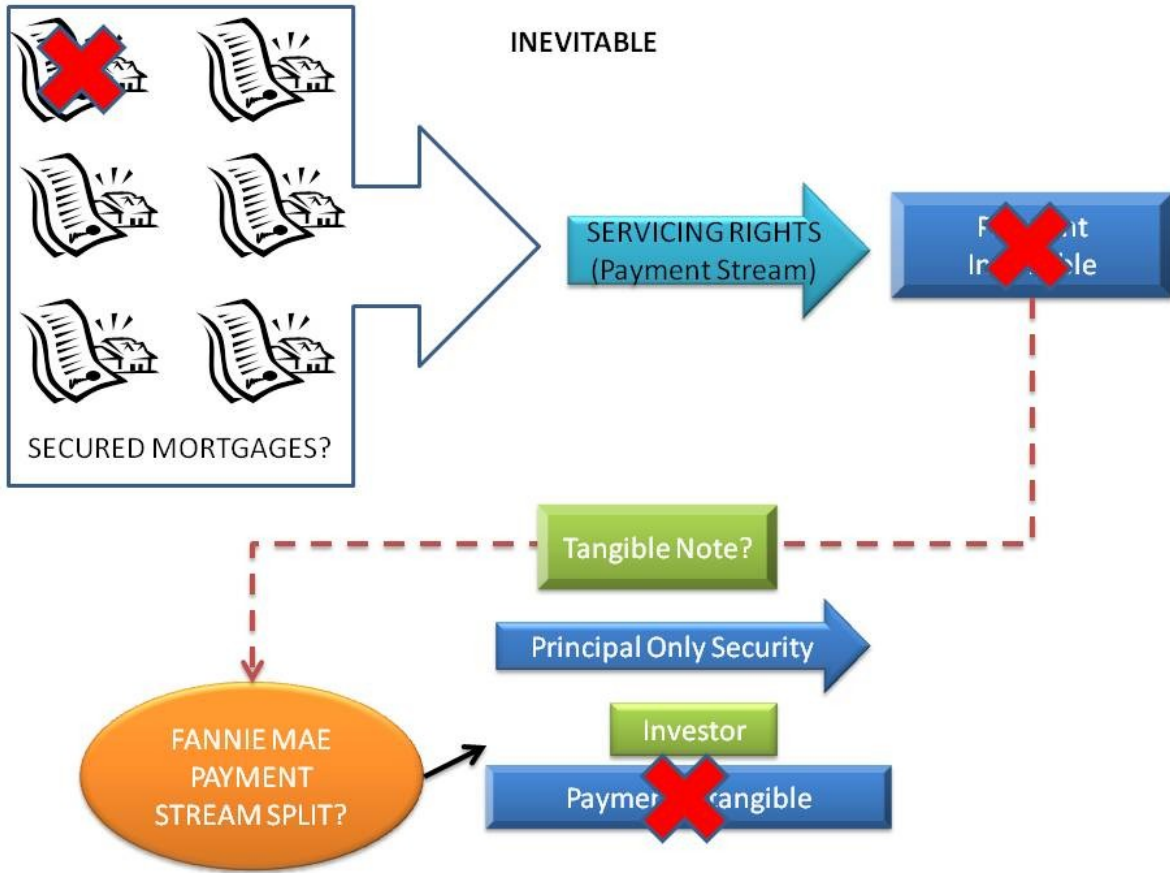 INEVITABLE
SERVICING RIGHTS
(Payment Stream)
SECURED MORTGAGES?
Tangible Note?
Principal Only Security
FANNIE MAE
PAYMENT
STREAM SPLIT?
Investor